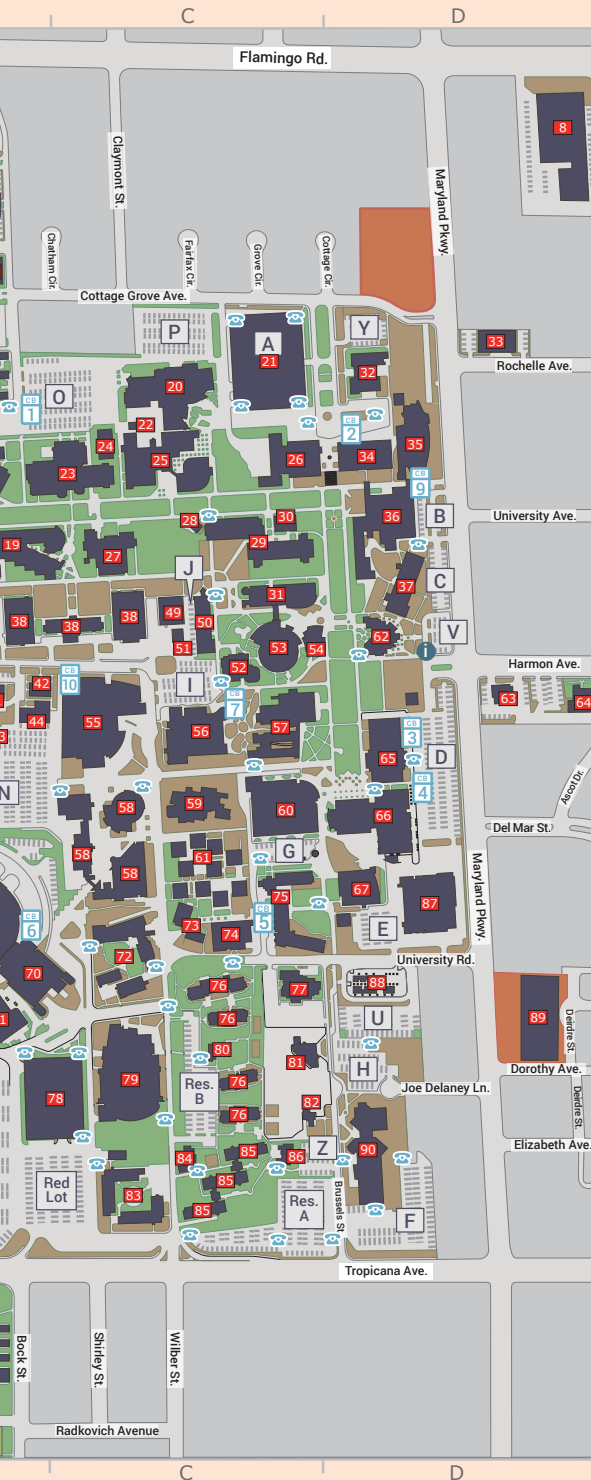 C
D
Flamingo Rd.
8
Claymont St.
Maryland Pkwy.
Chatham Cir.
Fairfax Cir.
Grove Cir.
Cottage Cir.
Cottage Grove Ave.
P
A
21
Y
33
Rochelle Ave.
32
20
O
CB
1
22
CB
2
24
35
23
25
26
34
CB
9
28
30
36
B
University Ave.
19
29
27
J
C
37
31
38
38
38
49
50
V
62
51
53
54
i
52
Harmon Ave.
42
CB
10
I
63
64
CB
7
44
55
56
57
CB
3
3
65
D
N
CB
4
Ascot Dr.
58
59
60
66
Del Mar St.
58
61
G
58
67
Maryland Pkwy.
75
87
CB
6
73
74
CB
5
E
72
University Rd.
70
76
77
88
1
76
U
89
Deirdre St.
80
81
H
Dorothy Ave.
79
76
Res.
B
Joe Delaney Ln.
78
82
Deirdre St.
76
Elizabeth Ave.
84
85
86
Z
90
Red
Lot
83
85
Res.
A
Brussels St
85
F
Tropicana Ave.
Bock St.
Shirley St.
Wilber St.
Radkovich Avenue
C
D